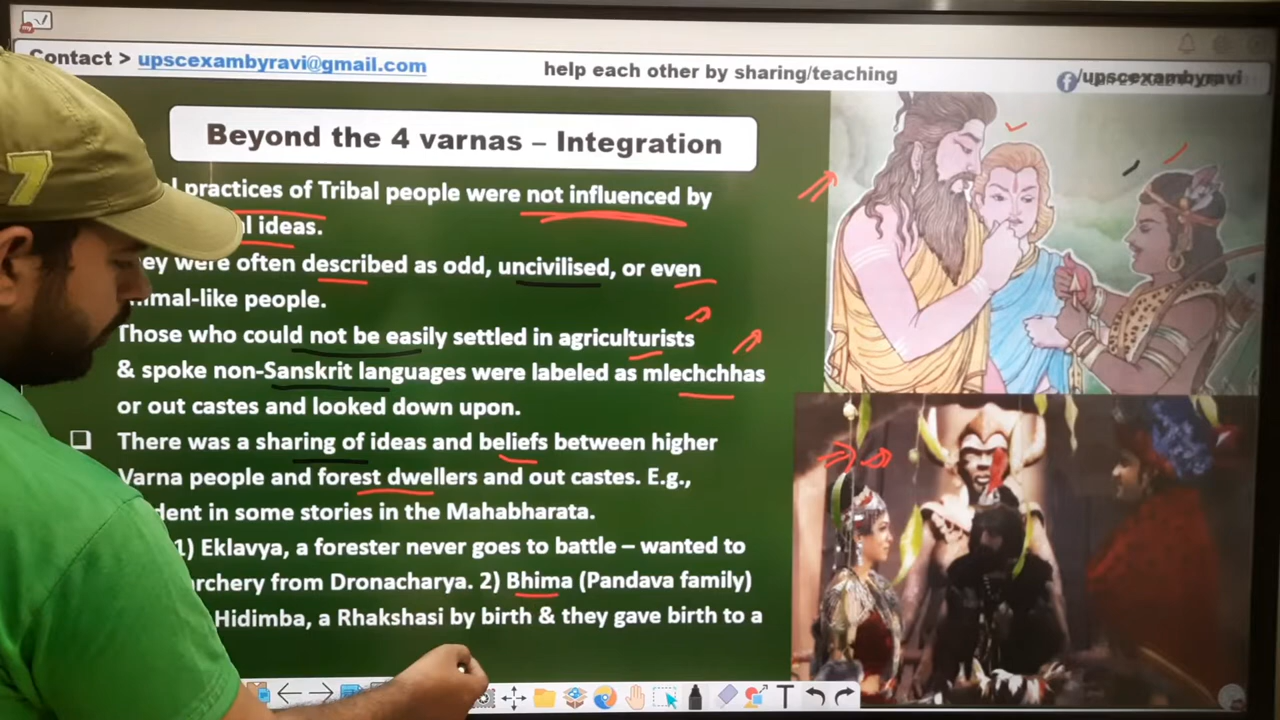 Contact > upscexambyravi@gmail.com
help each other by sharing/teaching
/upscexambyravi
Beyond the 4 varnas – Integration
practices of Tribal people were not influenced by
ideas.
were often described as odd, uncivilised, or even
people.
Those who could not be easily settled in agriculturists
& spoke non-Sanskrit languages were labeled as mlechchhas
or out castes and looked down upon.
There was a sharing of ideas and beliefs between higher
Varna people and forest dwellers and out castes. E.g.,
in some stories in the Mahabharata.
1) Eklavya, a forester never goes to battle – wanted to
from Dronacharya. 2) Bhima (Pandava family)
Hidimba, a Rhakshasi by birth & they gave birth to a
7